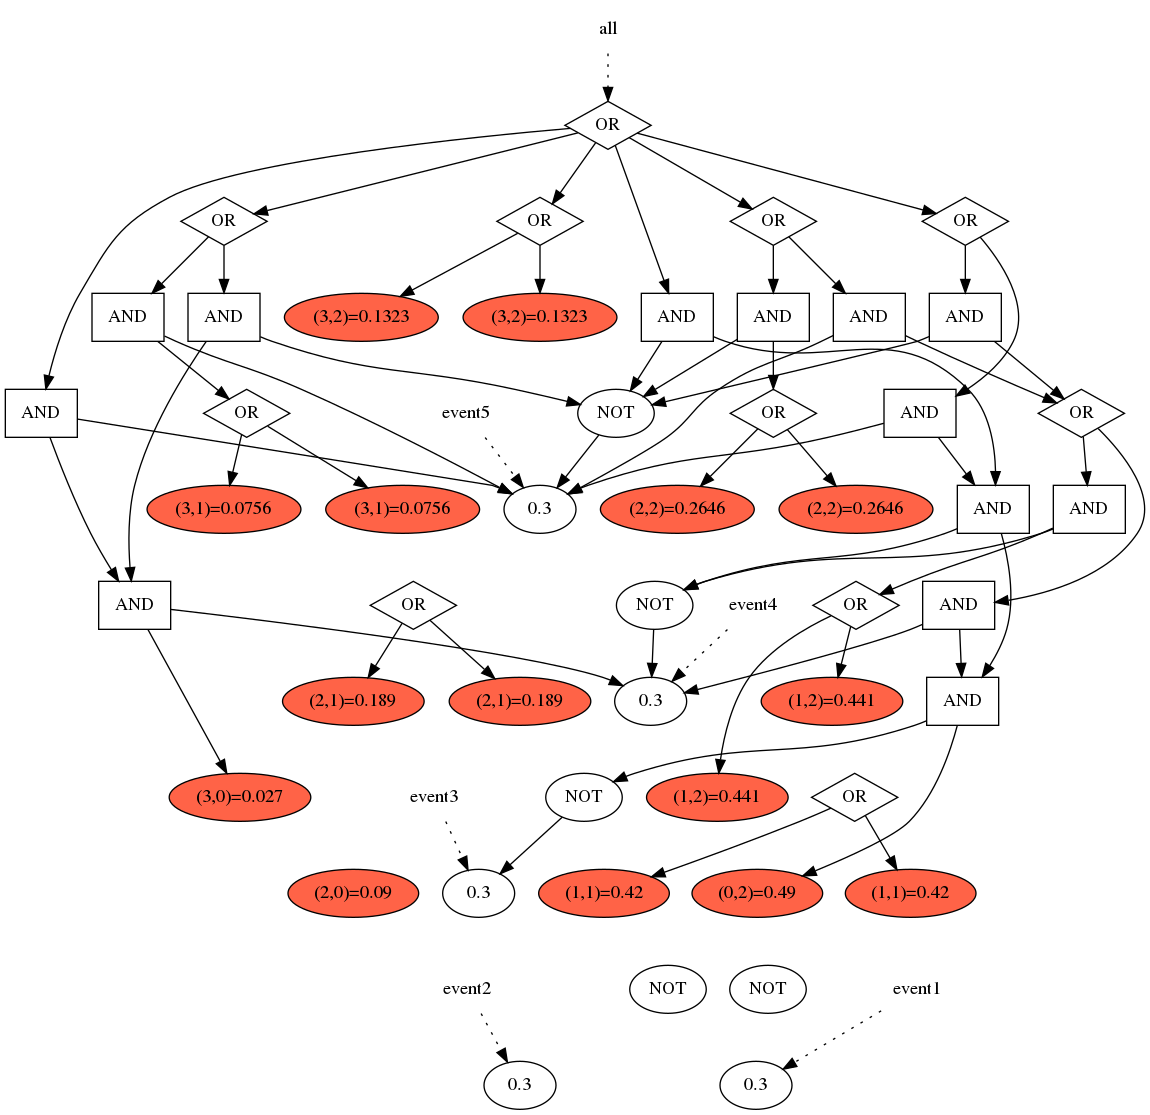 all
OR
OR
OR
OR
OR
AND
AND
(3,2)=0.1323
(3,2)=0.1323
AND
AND
AND
AND
AND
OR
event5
NOT
OR
AND
OR
(3,1)=0.0756
(3,1)=0.0756
0.3
(2,2)=0.2646
(2,2)=0.2646
AND
AND
AND
OR
NOT
event4
OR
AND
(2,1)=0.189
(2,1)=0.189
0.3
(1,2)=0.441
AND
(3,0)=0.027
event3
NOT
(1,2)=0.441
OR
(2,0)=0.09
0.3
(1,1)=0.42
(0,2)=0.49
(1,1)=0.42
event2
NOT
NOT
event1
0.3
0.3